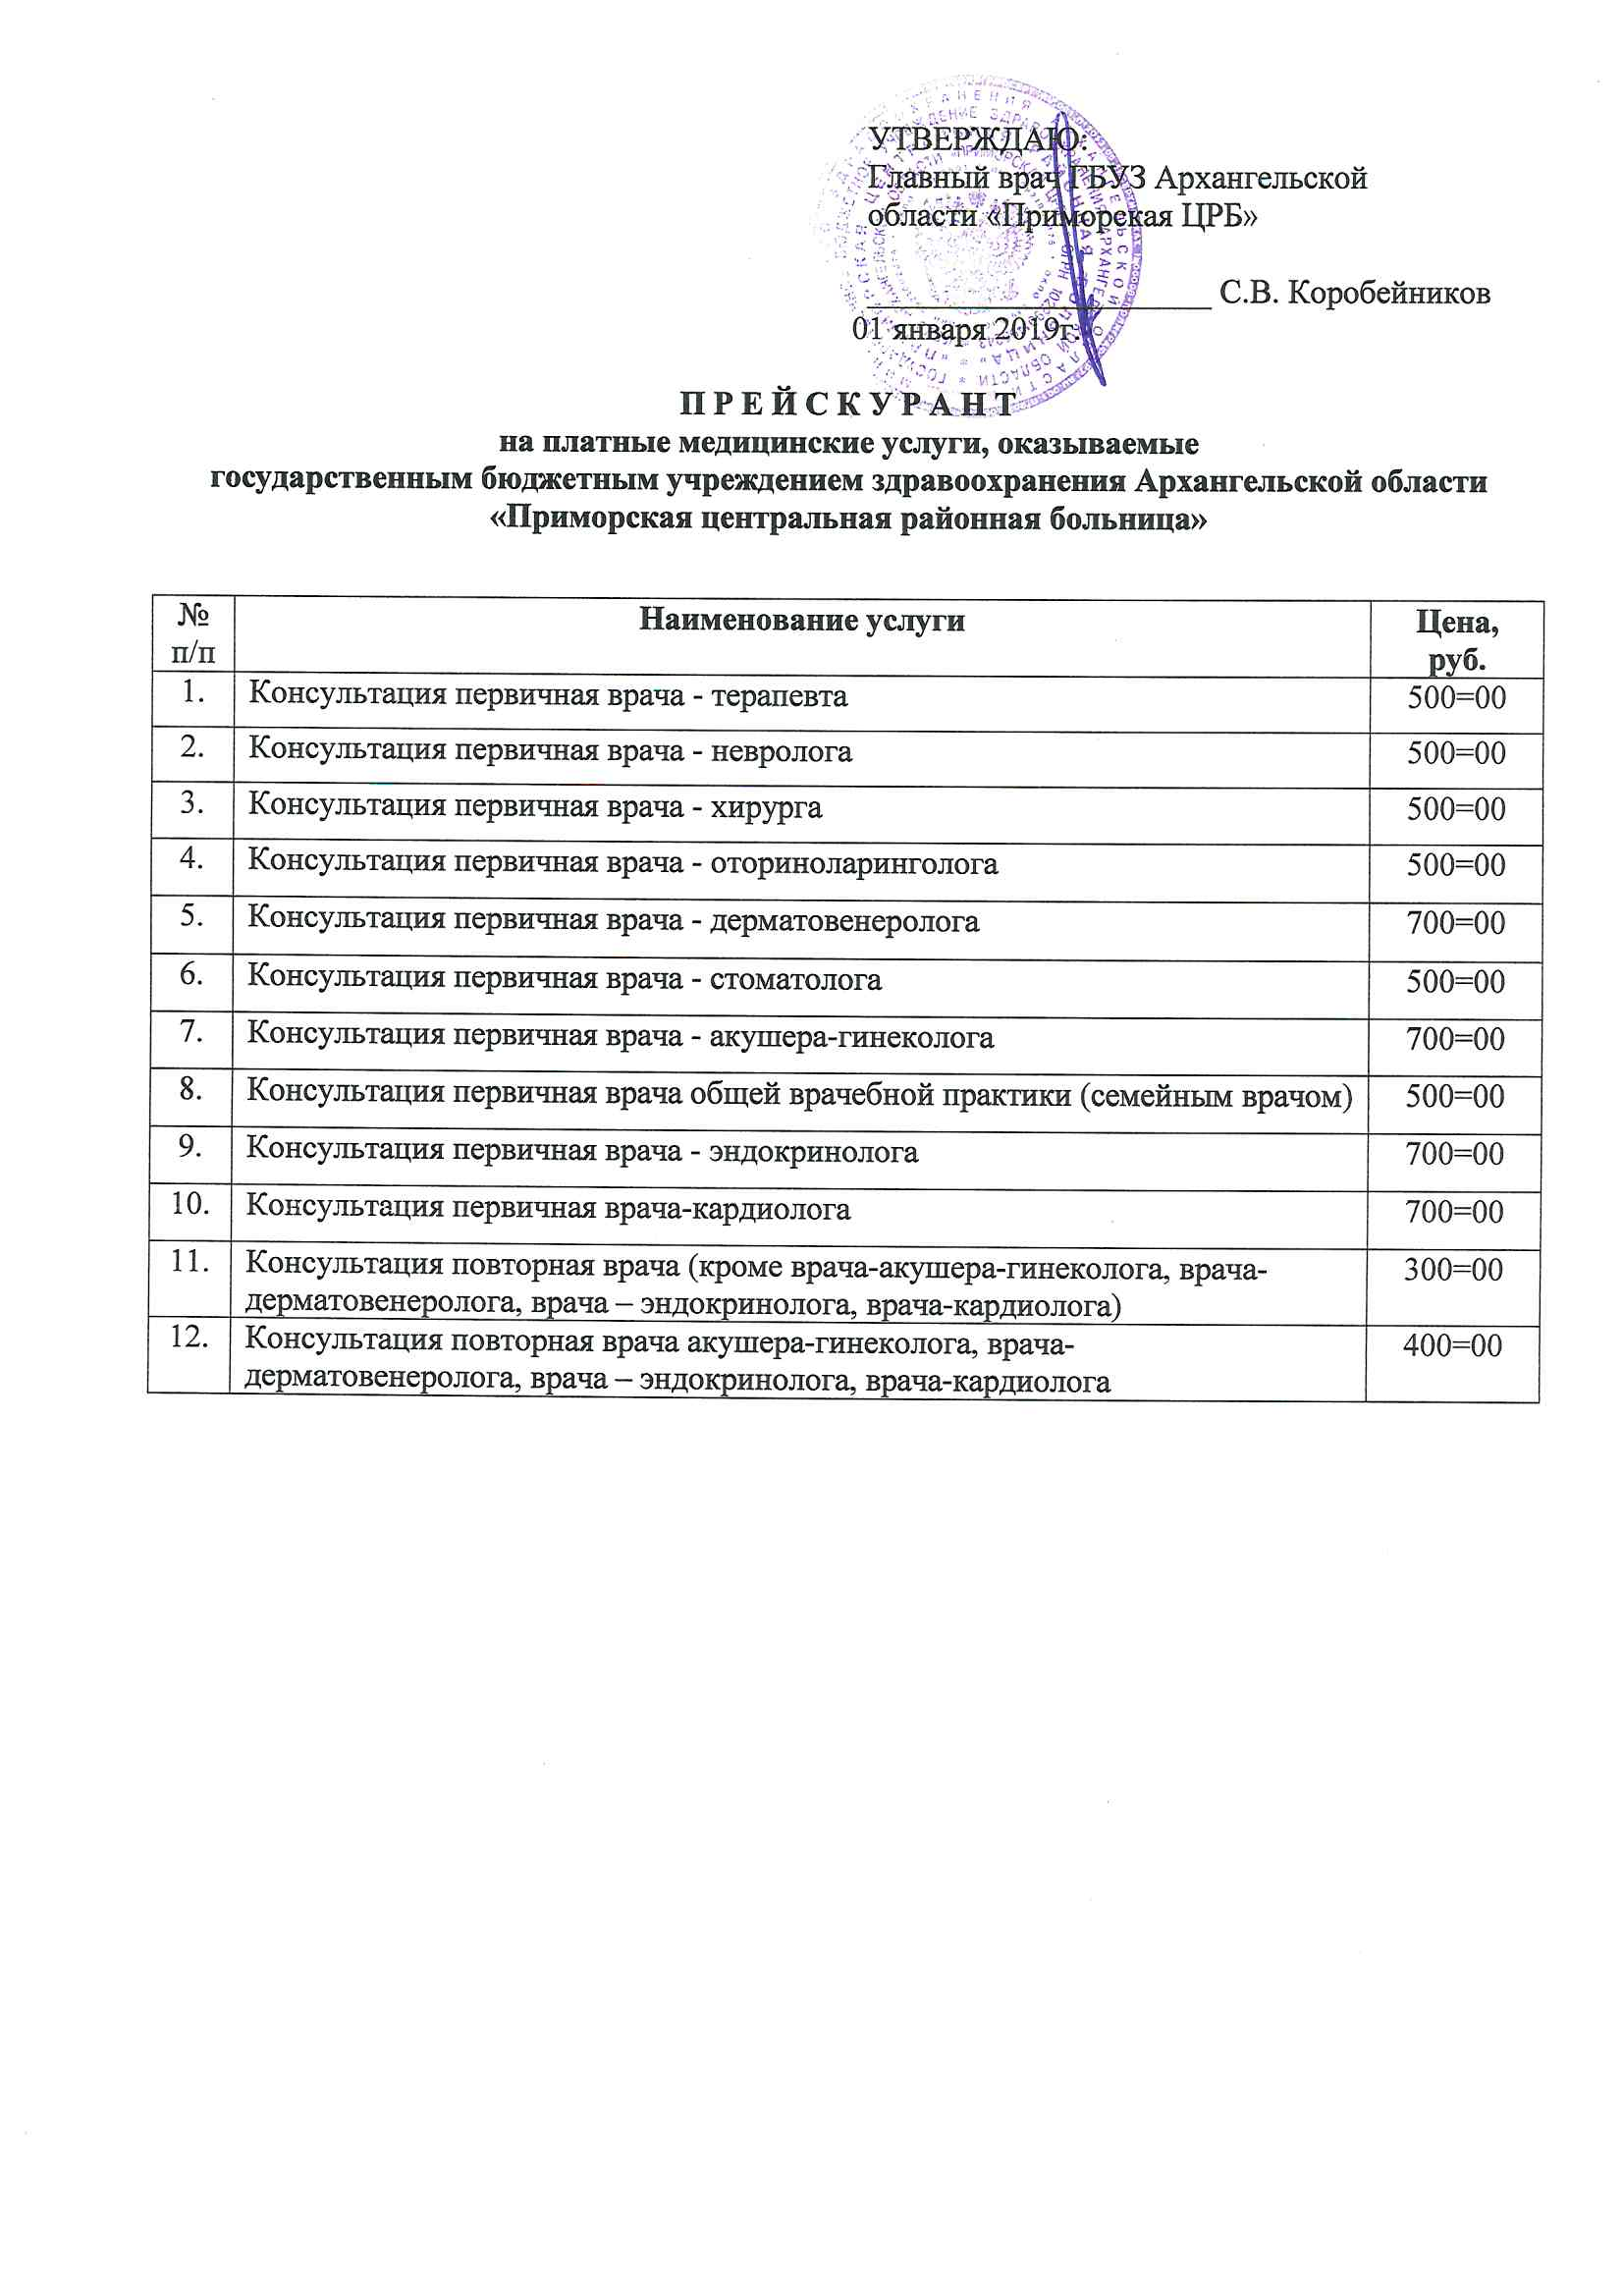 УТВЕРЖДАЮ:
Главный врач ГБУЗ Архангельской
области «Приморская ЦРБ»
С.В. Коробейников
01 января 2019г.
П Р Е Й С К У Р А Н Т
на платные медицинские услуги, оказываемые
государственным бюджетным учреждением здравоохранения Архангельской области
«Приморская центральная районная больница»
№ п/п Наименование услуги Цена, руб.
1. Консультация первичная врача - терапевта 500=00
2. Консультация первичная врача - невролога 500=00
3. Консультация первичная врача - хирурга 500=00
4. Консультация первичная врача - оториноларинголога 500=00
5. Консультация первичная врача - дерматовенеролога 700=00
6. Консультация первичная врача - стоматолога 500=00
7. Консультация первичная врача - акушера-гинеколога 700=00
8. Консультация первичная врача общей врачебной практики (семейным врачом) 500=00
9. Консультация первичная врача - эндокринолога 700=00
10. Консультация первичная врача-кардиолога 700=00
11. Консультация повторная врача (кроме врача-акушера-гинеколога, врача- 300=00
дерматовенеролога, врача – эндокринолога, врача-кардиолога)
12. Консультация повторная врача акушера-гинеколога, врача- 400=00
дерматовенеролога, врача – эндокринолога, врача-кардиолога